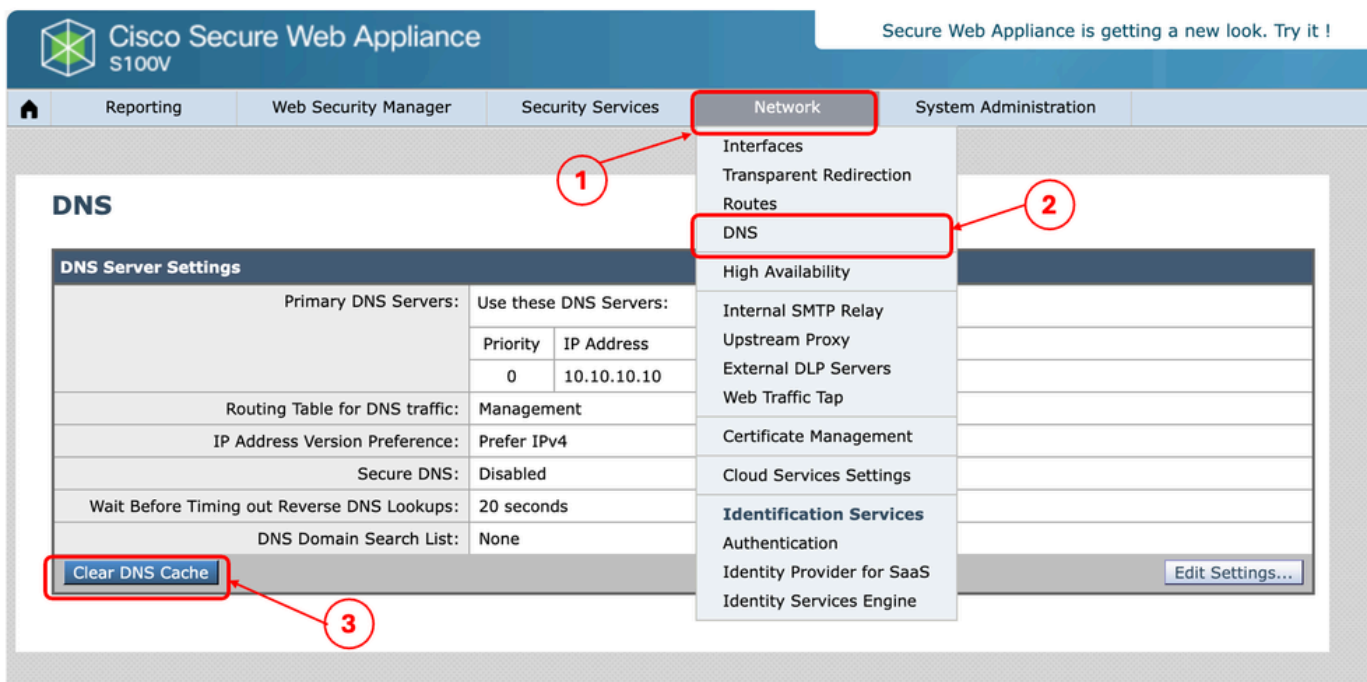 Cisco Secure Web Appliance
S100V
Secure Web Appliance is getting a new look. Try it !
Reporting
Web Security Manager
Security Services
Network
System Administration
1
Interfaces
Transparent Redirection
Routes
DNS
2
High Availability
Internal SMTP Relay
Upstream Proxy
External DLP Servers
Web Traffic Tap
Certificate Management
Cloud Services Settings
Identification Services
Authentication
Identity Provider for SaaS
Identity Services Engine
DNS
DNS Server Settings
Primary DNS Servers: Use these DNS Servers:
Priority IP Address
0 10.10.10.10
Routing Table for DNS traffic: Management
IP Address Version Preference: Prefer IPv4
Secure DNS: Disabled
Wait Before Timing out Reverse DNS Lookups: 20 seconds
DNS Domain Search List: None
Clear DNS Cache
Edit Settings...
3